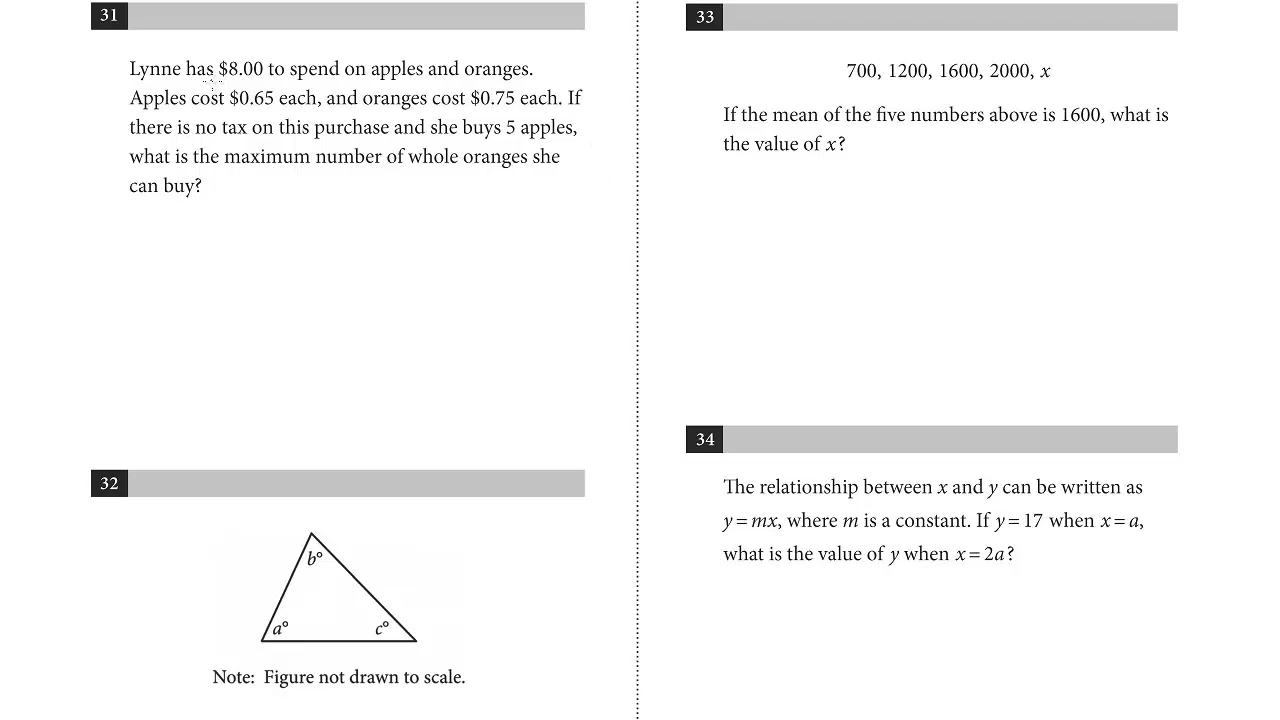 31
Lynne has $8.00 to spend on apples and oranges.
Apples cost $0.65 each, and oranges cost $0.75 each. If
there is no tax on this purchase and she buys 5 apples,
what is the maximum number of whole oranges she
can buy?
32
b°
a°
c°
Note: Figure not drawn to scale.
33
700, 1200, 1600, 2000, x
If the mean of the five numbers above is 1600, what is
the value of x?
34
The relationship between x and y can be written as
y = mx, where m is a constant. If y = 17 when x = a,
what is the value of y when x = 2a?